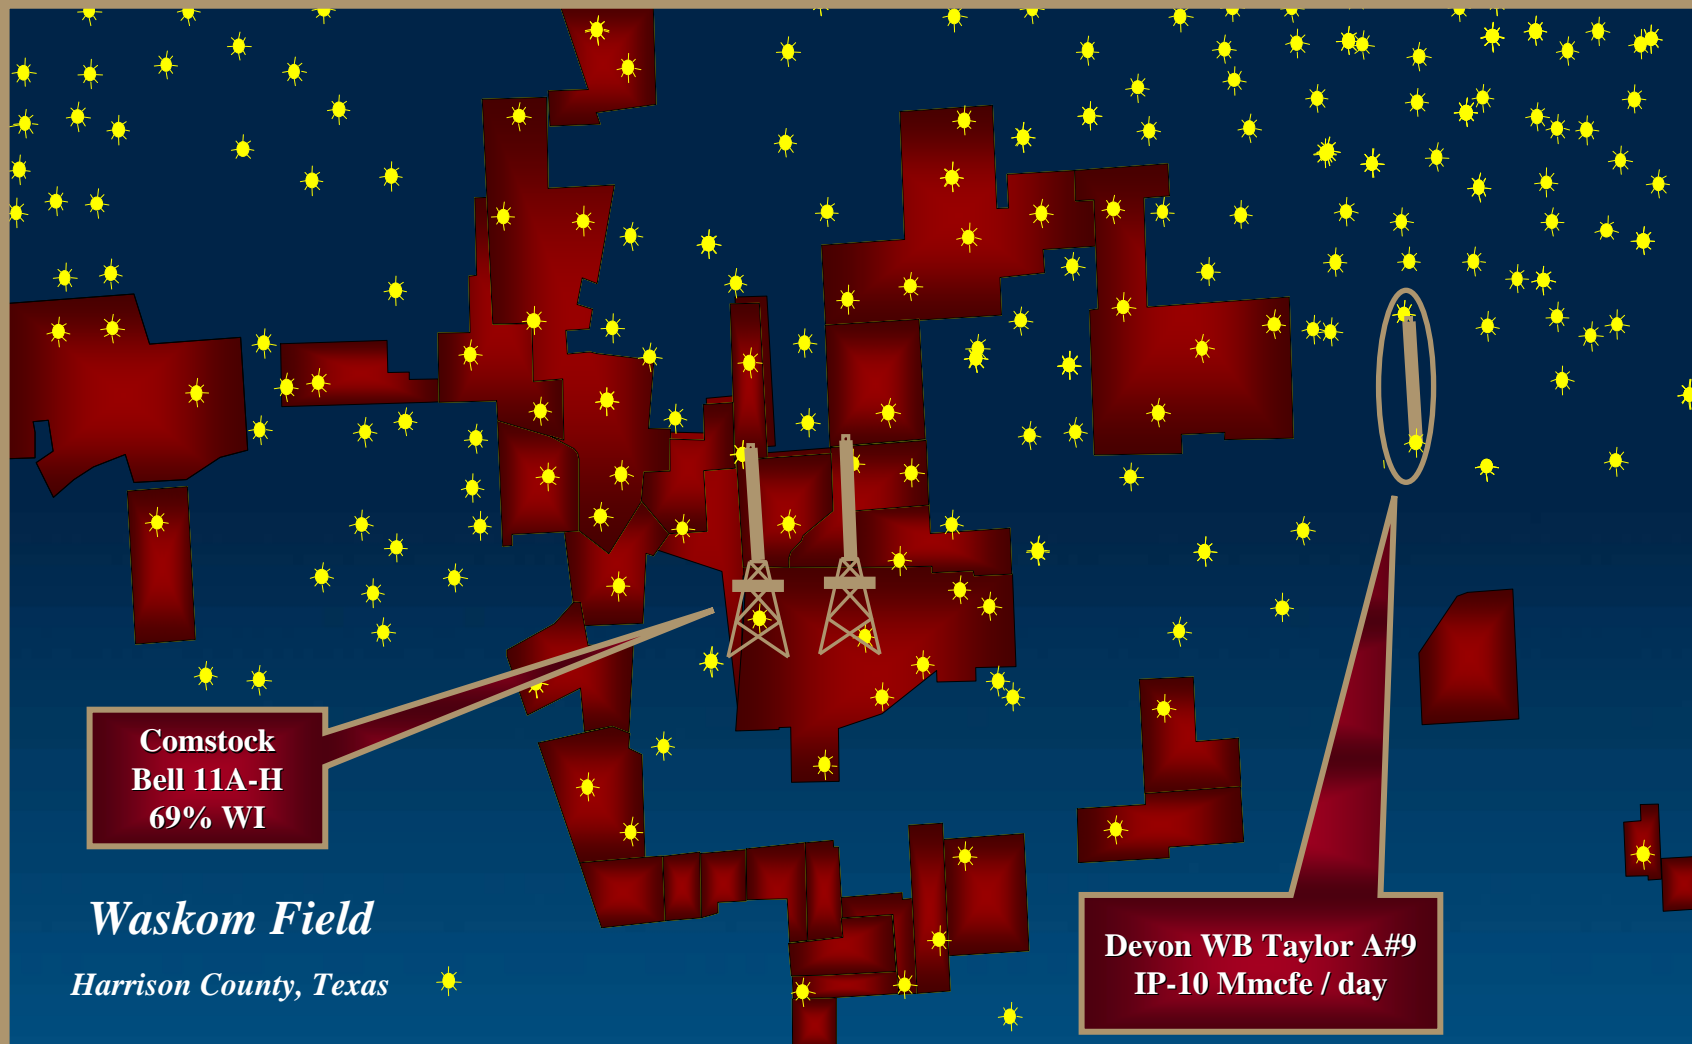 Comstock
Bell 11A-H
69% WI
Waskom Field
Harrison County, Texas
Devon WB Taylor A#9
IP-10 Mmcfe / day